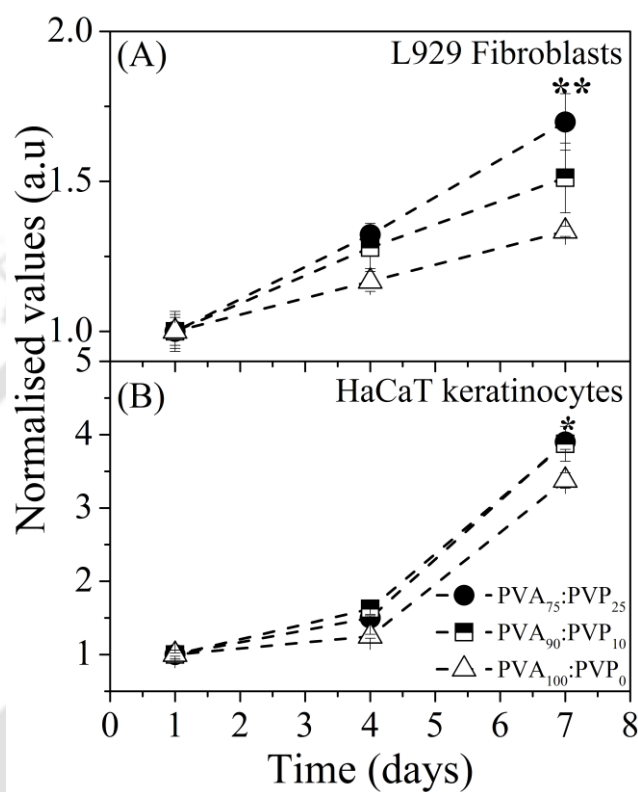 2.0
(A) L929 Fibroblasts
**
1.5
1.0
Normalised values (a.u)
5
(B) HaCaT keratinocytes
*
4
3
2
1
PVA₇₅:PVP₂₅
PVA₉₀:PVP₁₀
PVA₁₀₀:PVP₀
0 1 2 3 4 5 6 7 8
Time (days)